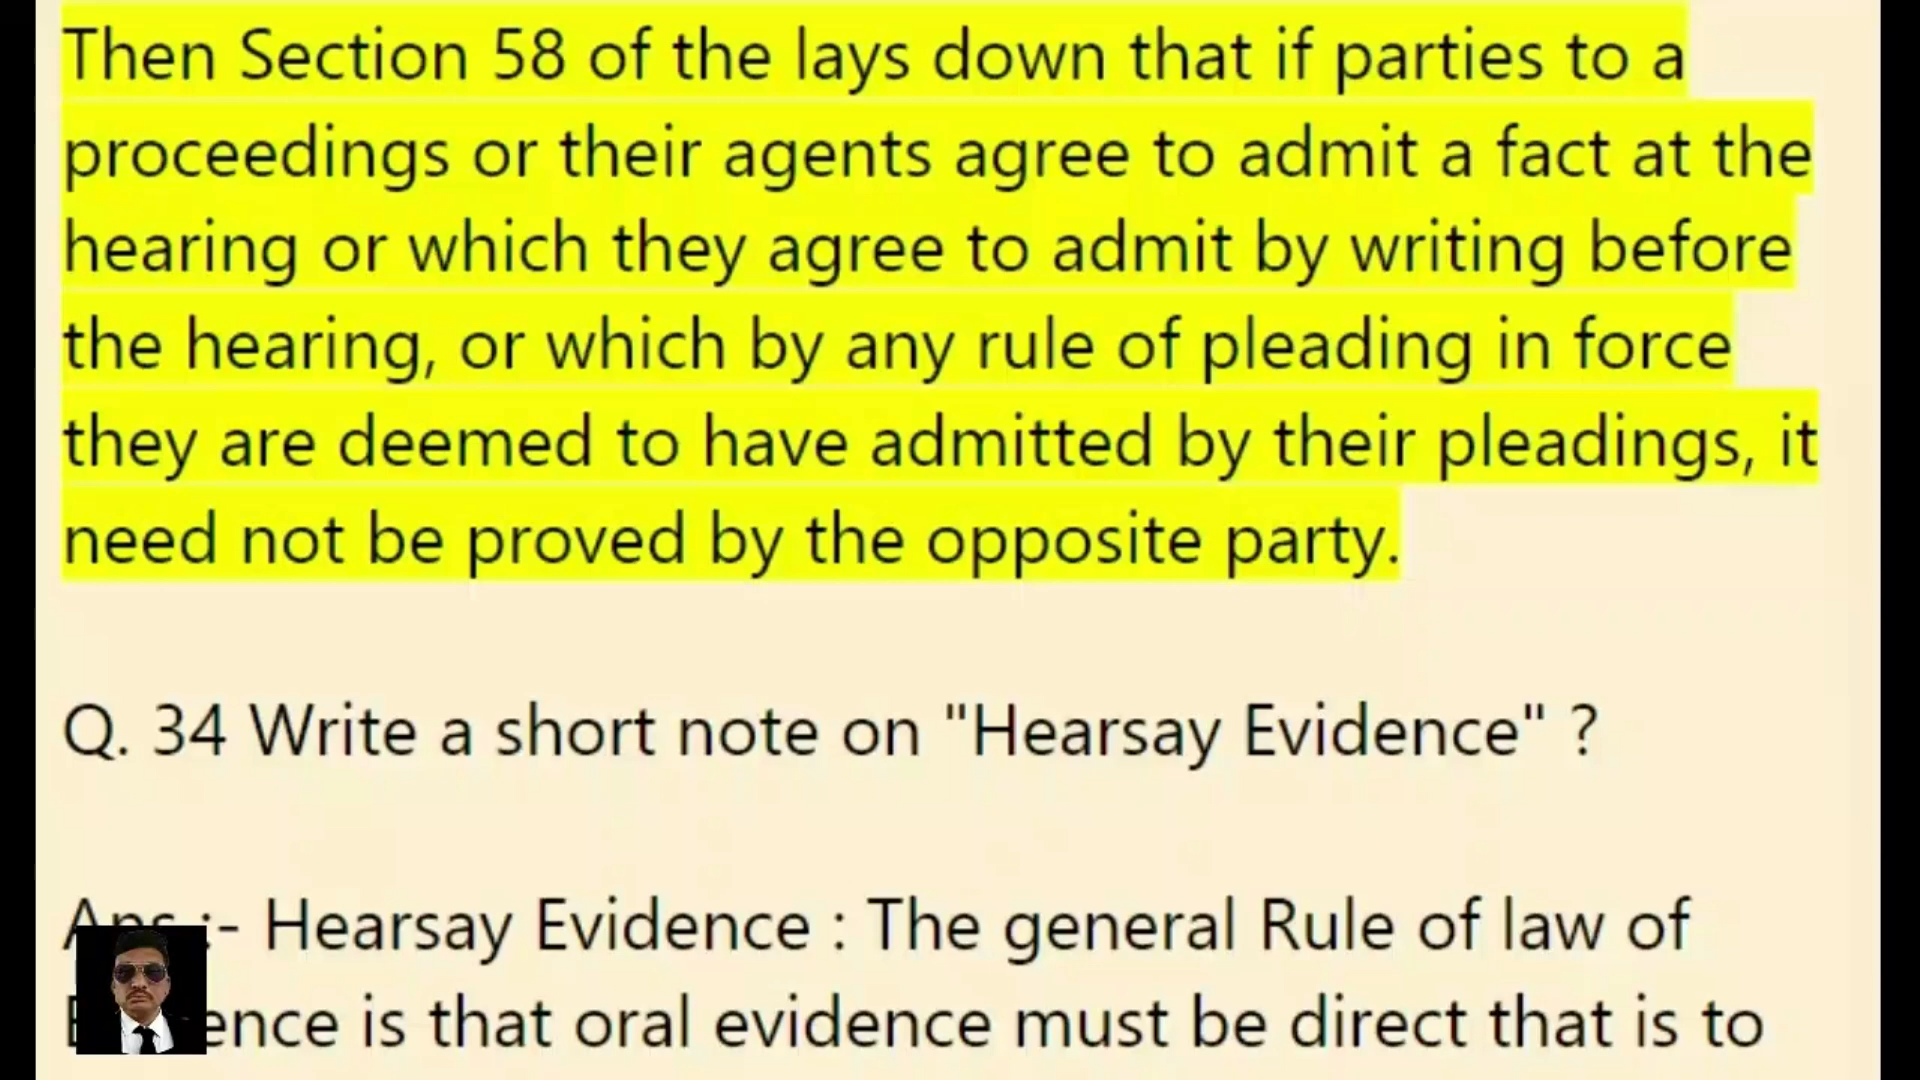 Then Section 58 of the lays down that if parties to a
proceedings or their agents agree to admit a fact at the
hearing or which they agree to admit by writing before
the hearing, or which by any rule of pleading in force
they are deemed to have admitted by their pleadings, it
need not be proved by the opposite party.
Q. 34 Write a short note on "Hearsay Evidence" ?
Ans :- Hearsay Evidence : The general Rule of law of
is that oral evidence must be direct that is to